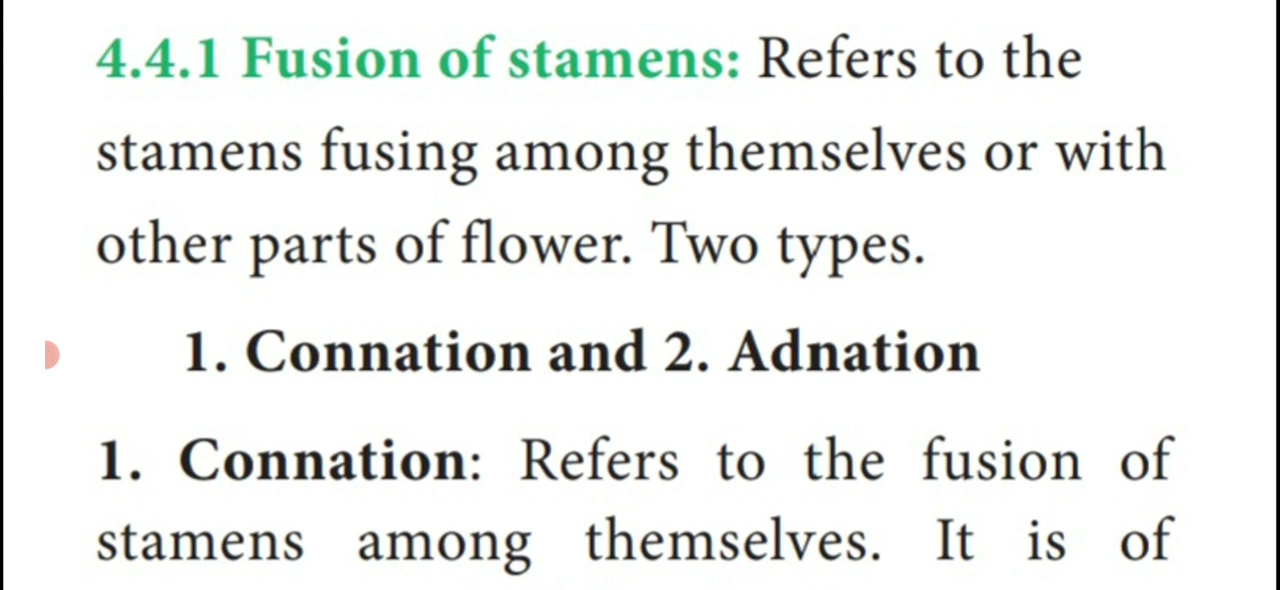 4.4.1 Fusion of stamens: Refers to the
stamens fusing among themselves or with
other parts of flower. Two types.
1. Connation and 2. Adnation
1. Connation: Refers to the fusion of
stamens among themselves. It is of